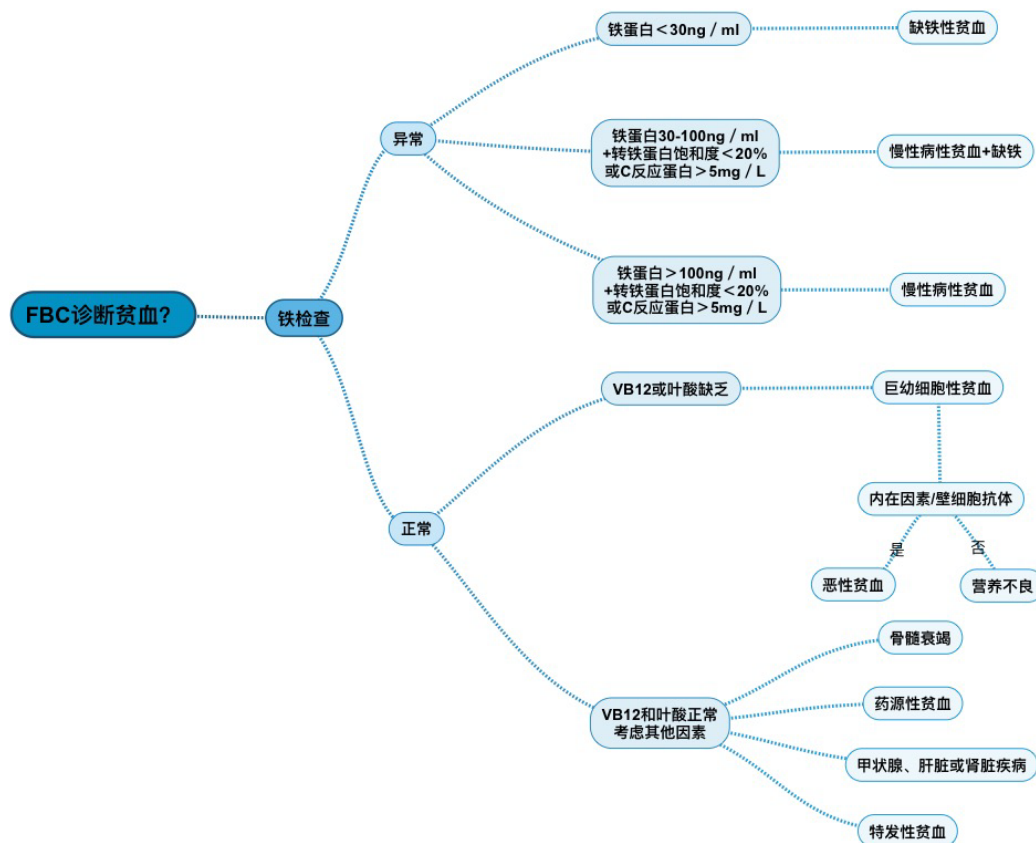 FBC诊断贫血?
铁检查
异常
铁蛋白＜30ng／ml
缺铁性贫血
铁蛋白30-100ng／ml
+转铁蛋白饱和度＜20%
或C反应蛋白＞5mg／L
慢性病性贫血+缺铁
铁蛋白＞100ng／ml
+转铁蛋白饱和度＜20%
或C反应蛋白＞5mg／L
慢性病性贫血
正常
VB12或叶酸缺乏
巨幼细胞性贫血
内在因素/壁细胞抗体
是
否
恶性贫血
营养不良
VB12和叶酸正常
考虑其他因素
骨髓衰竭
药源性贫血
甲状腺、肝脏或肾脏疾病
特发性贫血